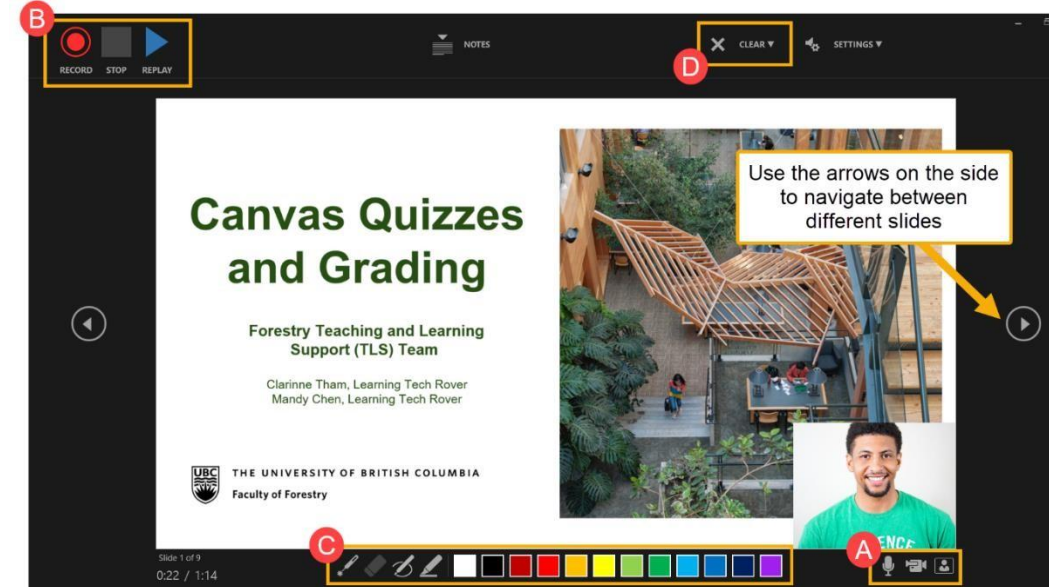 B
RECORD STOP REPLAY
NOTES
CLEAR
D
SETTINGS
Use the arrows on the side
to navigate between
different slides
Canvas Quizzes
and Grading
Forestry Teaching and Learning
Support (TLS) Team
Clarinne Tham, Learning Tech Rover
Mandy Chen, Learning Tech Rover
UBC
THE UNIVERSITY OF BRITISH COLUMBIA
Faculty of Forestry
ENCE
Slide 1 of 9
0:22 / 1:14
C
A